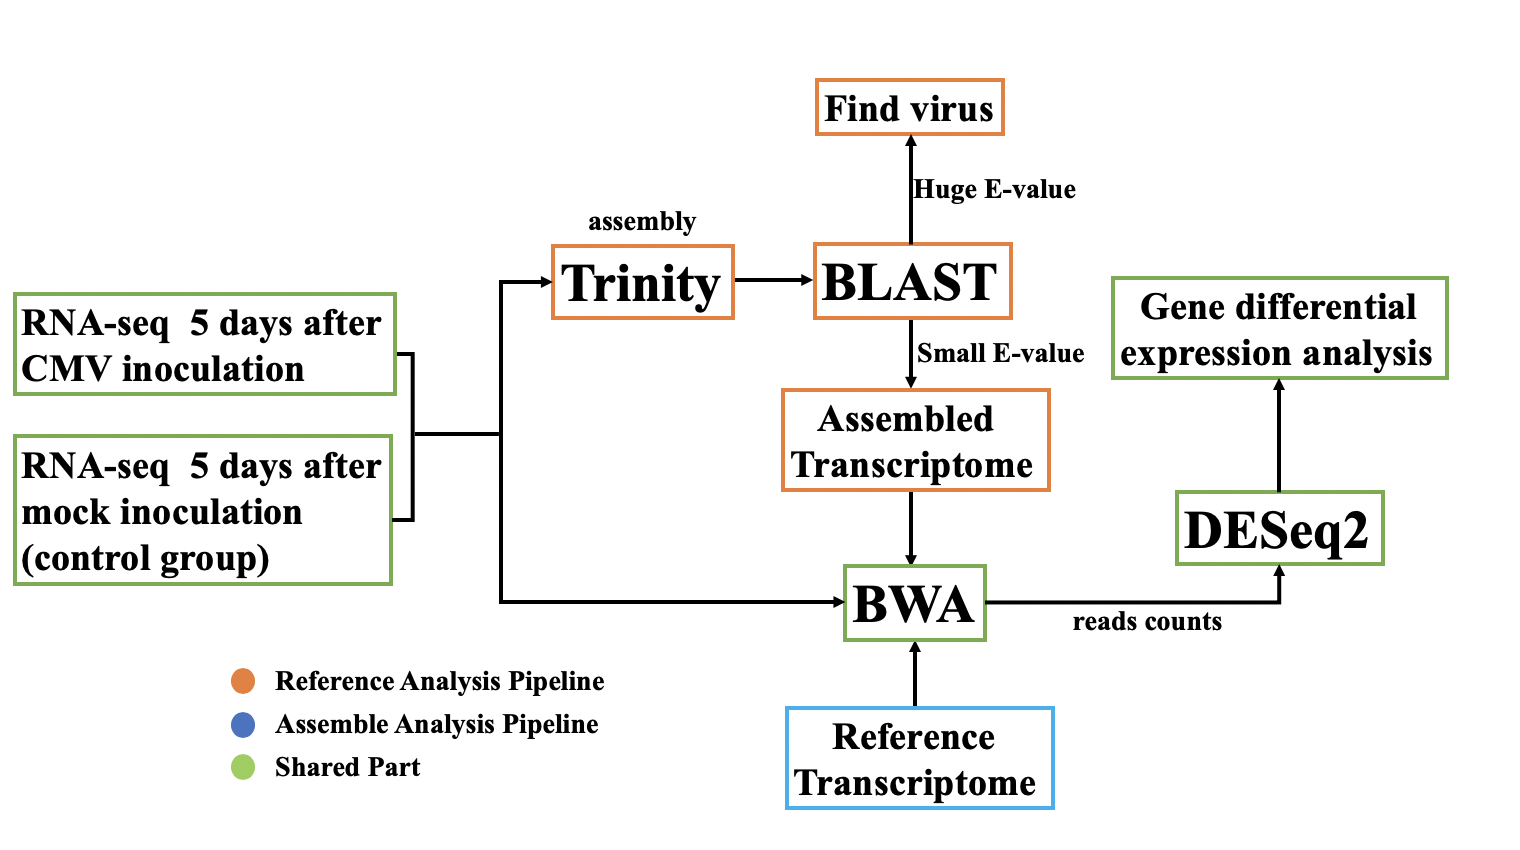 Find virus
Huge E-value
assembly
Trinity
BLAST
RNA-seq  5 days after
CMV inoculation
Small E-value
Gene differential
expression analysis
Assembled
Transcriptome
RNA-seq  5 days after
mock inoculation
(control group)
DESeq2
BWA
reads counts
Reference Analysis Pipeline
Assemble Analysis Pipeline
Shared Part
Reference
Transcriptome